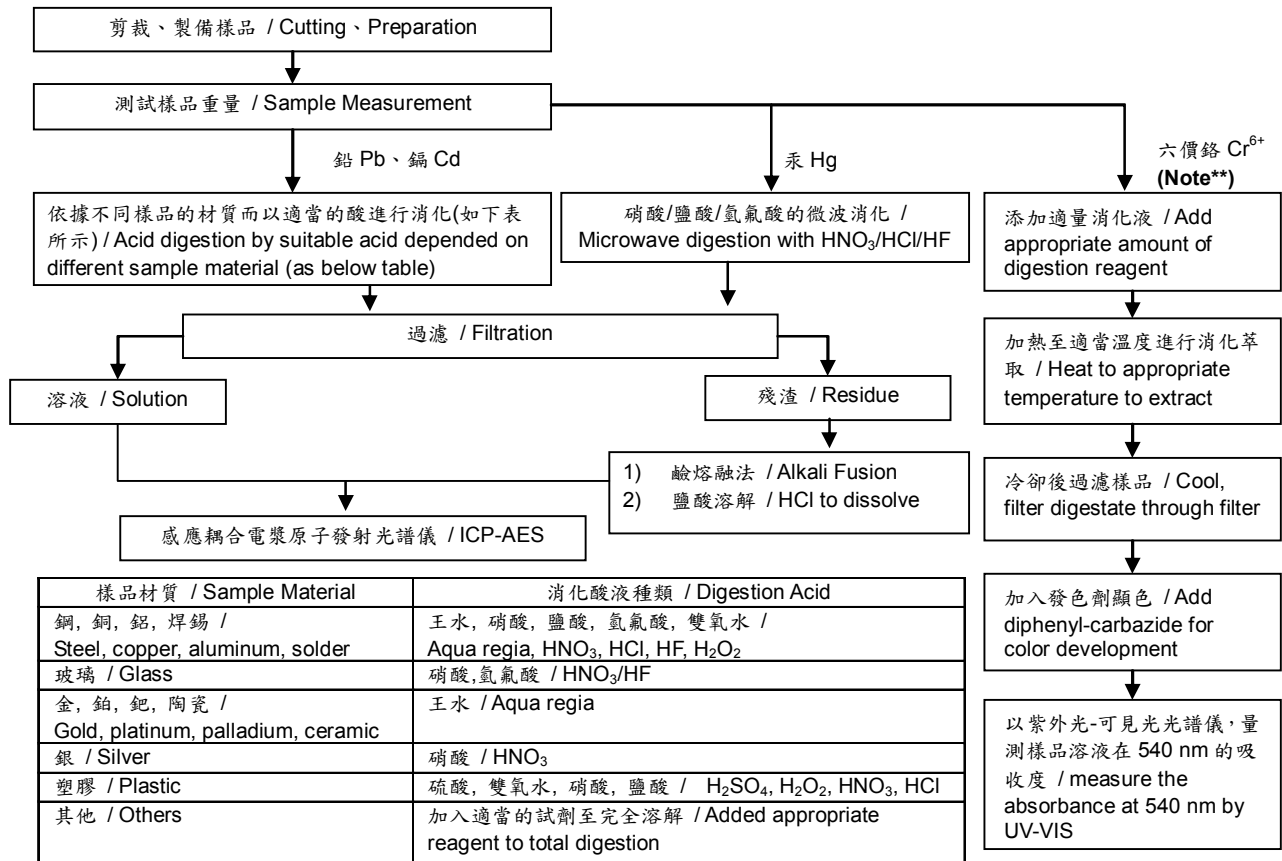 剪裁、製備樣品 / Cutting、Preparation
測試樣品重量 / Sample Measurement
鉛 Pb、鎘 Cd
汞 Hg
六價鉻 Cr⁶⁺
(Note**)
依據不同樣品的材質而以適當的酸進行消化(如下表
所示) / Acid digestion by suitable acid depended on
different sample material (as below table)
硝酸/鹽酸/氫氟酸的微波消化 /
Microwave digestion with HNO₃/HCl/HF
添加適量消化液 / Add
appropriate amount of
digestion reagent
過濾 / Filtration
加熱至適當溫度進行消化萃
取 / Heat to appropriate
temperature to extract
溶液 / Solution
殘渣 / Residue
1) 鹼熔融法 / Alkali Fusion
2) 鹽酸溶解 / HCl to dissolve
冷卻後過濾樣品 / Cool,
filter digestate through filter
感應耦合電漿原子發射光譜儀 / ICP-AES
加入發色劑顯色 / Add
diphenyl-carbazide for
color development
以紫外光-可見光光譜儀，量
測樣品溶液在 540 nm 的吸
收度 / measure the
absorbance at 540 nm by
UV-VIS
樣品材質 / Sample Material
消化酸液種類 / Digestion Acid
鋼, 銅, 鋁, 焊錫 /
Steel, copper, aluminum, solder
王水, 硝酸, 鹽酸, 氫氟酸, 雙氧水 /
Aqua regia, HNO₃, HCl, HF, H₂O₂
玻璃 / Glass
硝酸,氫氟酸 / HNO₃/HF
金, 鉑, 鈀, 陶瓷 /
Gold, platinum, palladium, ceramic
王水 / Aqua regia
銀 / Silver
硝酸 / HNO₃
塑膠 / Plastic
硫酸, 雙氧水, 硝酸, 鹽酸 / H₂SO₄, H₂O₂, HNO₃, HCl
其他 / Others
加入適當的試劑至完全溶解 / Added appropriate
reagent to total digestion